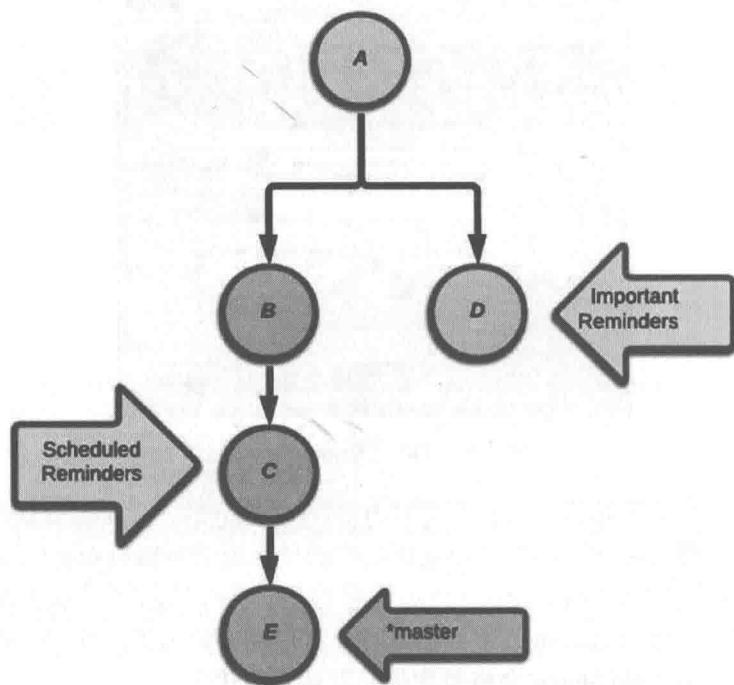 A
B
D
Important
Reminders
Scheduled
Reminders
C
E
*master